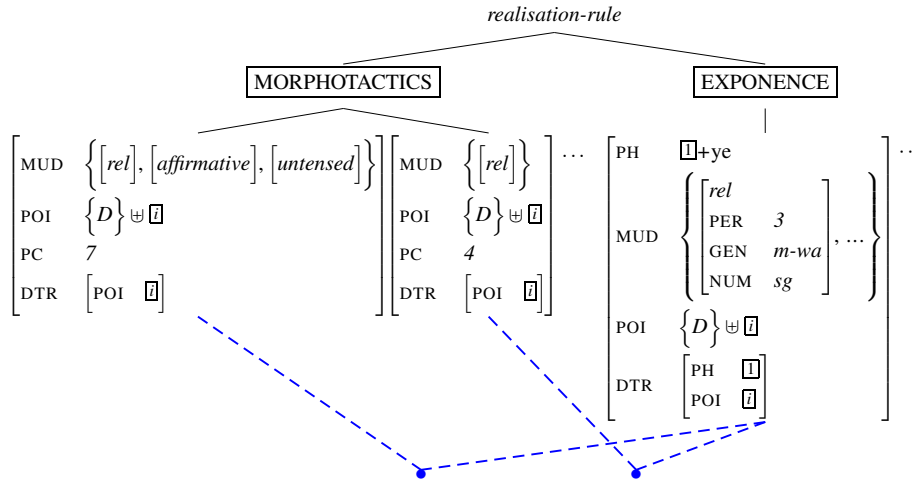 realisation-rule
MORPHOTACTICS
EXPONENCE
MUD {[rel], [affirmative], [untensed]}
POI {D} ⊎ i
PC 7
DTR [POI i]
MUD {[rel]}
POI {D} ⊎ i
PC 4
DTR [POI i]
...
PH 1+ye
MUD {[rel
PER 3
GEN m-wa
NUM sg], ...}
POI {D} ⊎ i
DTR [PH 1
POI i]
..